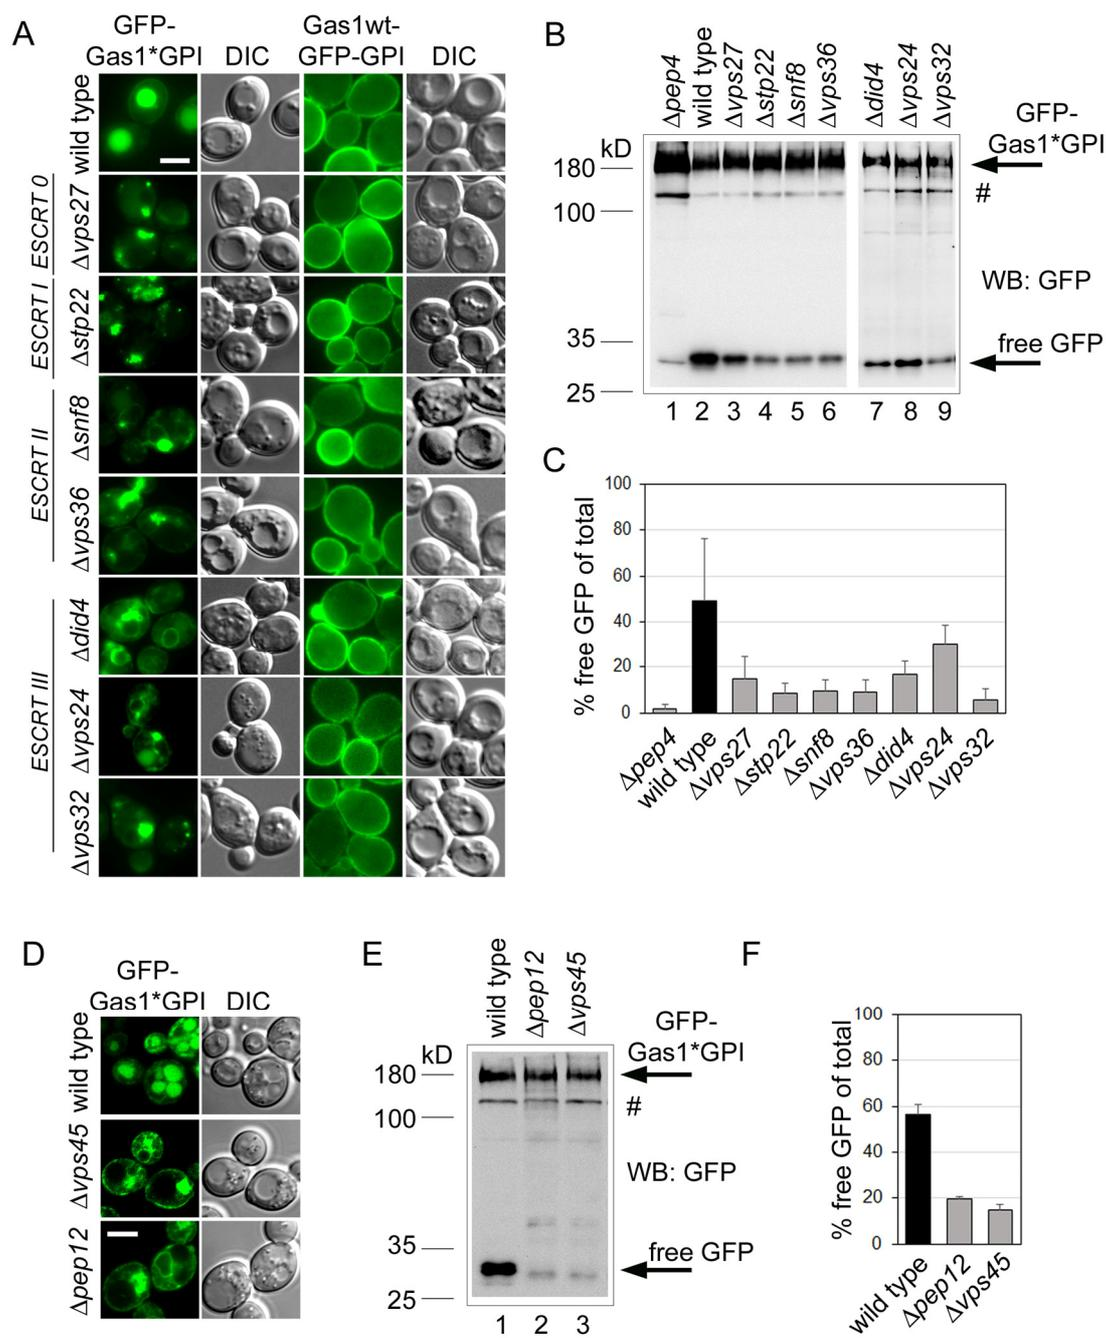 A
GFP-
Gas1*GPI
DIC
Gas1wt-
GFP-GPI
DIC
wild type
ESCRT 0
Δvps27
ESCRT I
Δstp22
ESCRT II
Δsnf8
Δvps36
ESCRT III
Δdid4
Δvps24
Δvps32
B
Δpep4
wild type
Δvps27
Δstp22
Δsnf8
Δvps36
Δdid4
Δvps24
Δvps32
kD
180
100
35
25
GFP-
Gas1*GPI
#
WB: GFP
free GFP
1 2 3 4 5 6 7 8 9
C
% free GFP of total
100
80
60
40
20
0
Δpep4
wild type
Δvps27
Δstp22
Δsnf8
Δvps36
Δdid4
Δvps24
Δvps32
D
GFP-
Gas1*GPI
DIC
wild type
Δvps45
Δpep12
E
wild type
Δpep12
Δvps45
kD
180
100
35
25
GFP-
Gas1*GPI
#
WB: GFP
free GFP
1 2 3
F
% free GFP of total
100
80
60
40
20
0
wild type
Δpep12
Δvps45